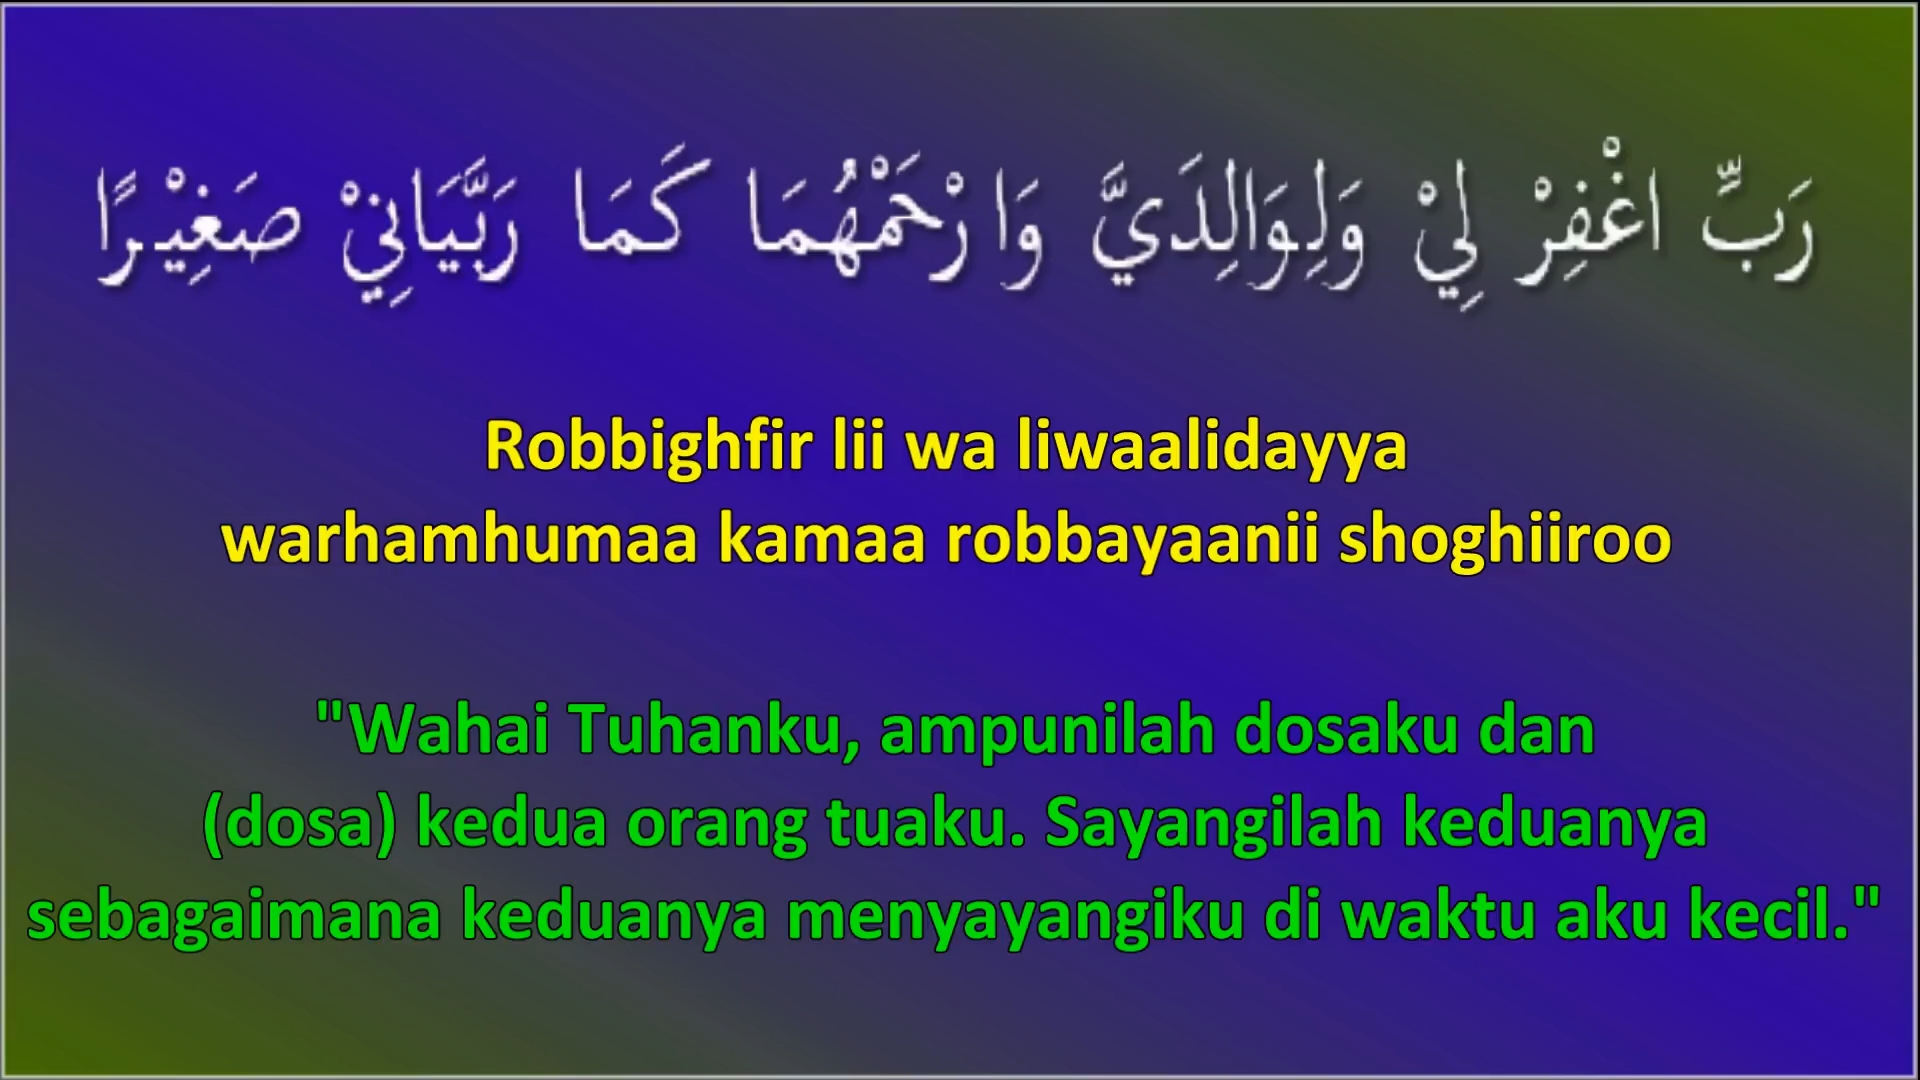 رَبِّ اغْفِرْ لِيْ وَلِوَالِدَيَّ وَارْحَمْهُمَا كَمَا رَبَّيَانِيْ صَغِيْرًا
Robbighfir lii wa liwaalidayya
warhamhumaa kamaa robbayaanii shoghiiroo
"Wahai Tuhanku, ampunilah dosaku dan
(dosa) kedua orang tuaku. Sayangilah keduanya
sebagaimana keduanya menyayangiku di waktu aku kecil."